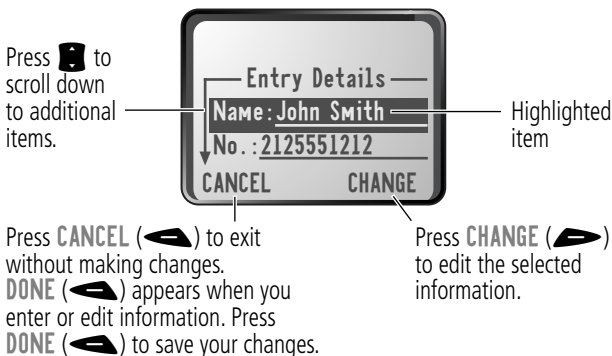 Press to
scroll down
to additional
items.
Entry Details
Name:John Smith
No.:2125551212
CANCEL CHANGE
Highlighted
item
Press CANCEL ( ) to exit
without making changes.
DONE ( ) appears when you
enter or edit information. Press
DONE ( ) to save your changes.
Press CHANGE ( )
to edit the selected
information.